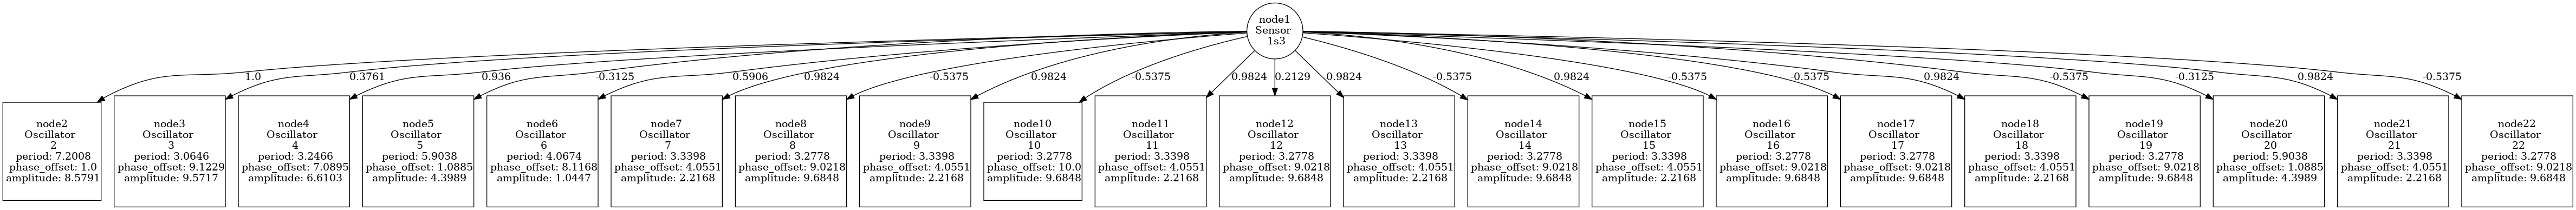 node1
Sensor
1s3
1.0
0.3761
0.936
-0.3125
0.5906
0.9824
-0.5375
0.9824
-0.5375
0.9824
0.2129
0.9824
-0.5375
0.9824
-0.5375
-0.5375
0.9824
-0.5375
-0.3125
0.9824
-0.5375
node2
Oscillator
2
period: 7.2008
phase_offset: 1.0
amplitude: 8.5791
node3
Oscillator
3
period: 3.0646
phase_offset: 9.1229
amplitude: 9.5717
node4
Oscillator
4
period: 3.2466
phase_offset: 7.0895
amplitude: 6.6103
node5
Oscillator
5
period: 5.9038
phase_offset: 1.0885
amplitude: 4.3989
node6
Oscillator
6
period: 4.0674
phase_offset: 8.1168
amplitude: 1.0447
node7
Oscillator
7
period: 3.3398
phase_offset: 4.0551
amplitude: 2.2168
node8
Oscillator
8
period: 3.2778
phase_offset: 9.0218
amplitude: 9.6848
node9
Oscillator
9
period: 3.3398
phase_offset: 4.0551
amplitude: 2.2168
node10
Oscillator
10
period: 3.2778
phase_offset: 10.0
amplitude: 9.6848
node11
Oscillator
11
period: 3.3398
phase_offset: 4.0551
amplitude: 2.2168
node12
Oscillator
12
period: 3.2778
phase_offset: 9.0218
amplitude: 9.6848
node13
Oscillator
13
period: 3.3398
phase_offset: 4.0551
amplitude: 2.2168
node14
Oscillator
14
period: 3.2778
phase_offset: 9.0218
amplitude: 9.6848
node15
Oscillator
15
period: 3.3398
phase_offset: 4.0551
amplitude: 2.2168
node16
Oscillator
16
period: 3.2778
phase_offset: 9.0218
amplitude: 9.6848
node17
Oscillator
17
period: 3.2778
phase_offset: 9.0218
amplitude: 9.6848
node18
Oscillator
18
period: 3.3398
phase_offset: 4.0551
amplitude: 2.2168
node19
Oscillator
19
period: 3.2778
phase_offset: 9.0218
amplitude: 9.6848
node20
Oscillator
20
period: 5.9038
phase_offset: 1.0885
amplitude: 4.3989
node21
Oscillator
21
period: 3.3398
phase_offset: 4.0551
amplitude: 2.2168
node22
Oscillator
22
period: 3.2778
phase_offset: 9.0218
amplitude: 9.6848